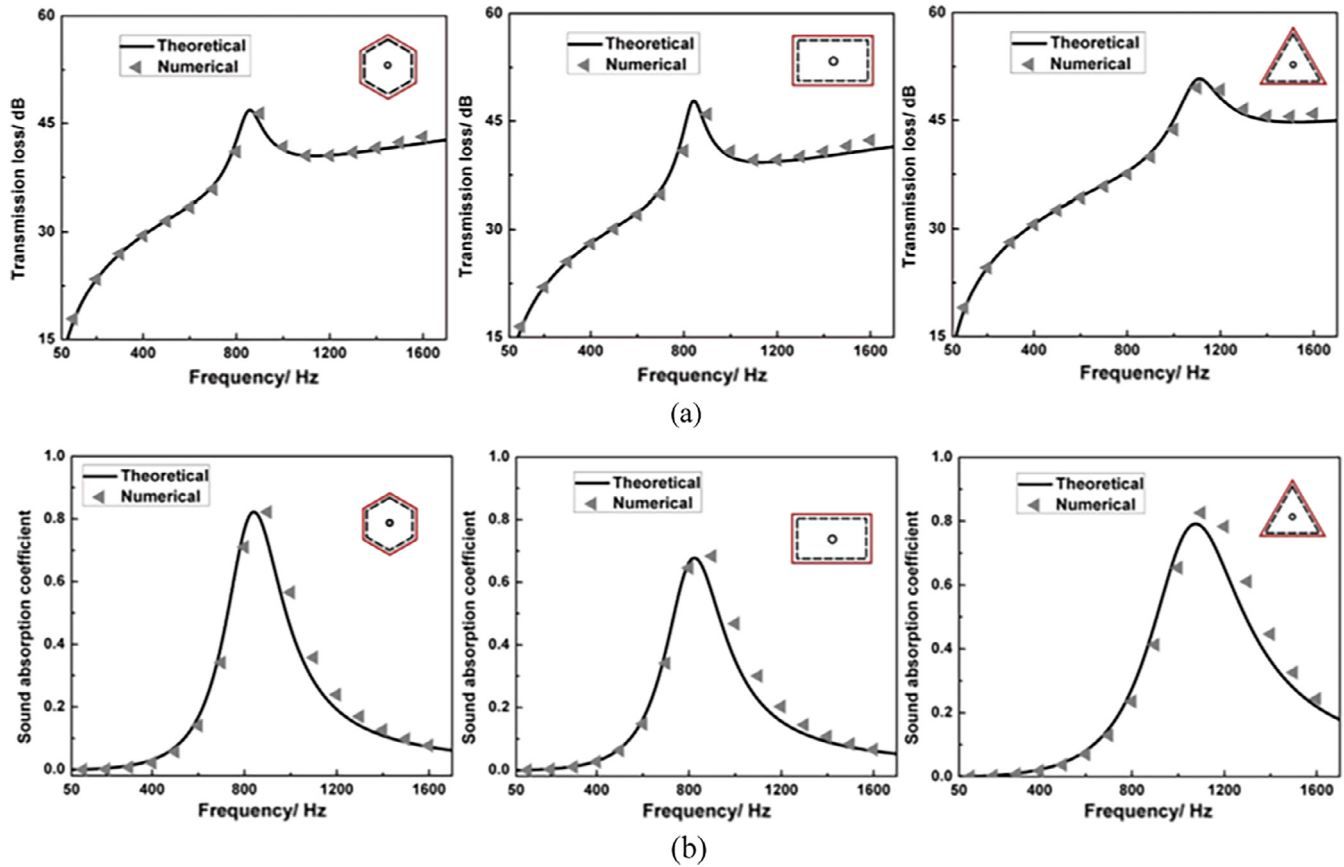 60
45
30
15
Transmission loss/ dB
Theoretical
Numerical
50 400 800 1200 1600
Frequency/ Hz
60
45
30
15
Transmission loss/ dB
Theoretical
Numerical
50 400 800 1200 1600
Frequency/ Hz
60
45
30
15
Transmission loss/ dB
Theoretical
Numerical
50 400 800 1200 1600
Frequency/ Hz
(a)
1.0
0.8
0.6
0.4
0.2
0.0
Sound absorption coefficient
Theoretical
Numerical
50 400 800 1200 1600
Frequency/ Hz
1.0
0.8
0.6
0.4
0.2
0.0
Sound absorption coefficient
Theoretical
Numerical
50 400 800 1200 1600
Frequency/ Hz
1.0
0.8
0.6
0.4
0.2
0.0
Sound absorption coefficient
Theoretical
Numerical
50 400 800 1200 1600
Frequency/ Hz
(b)